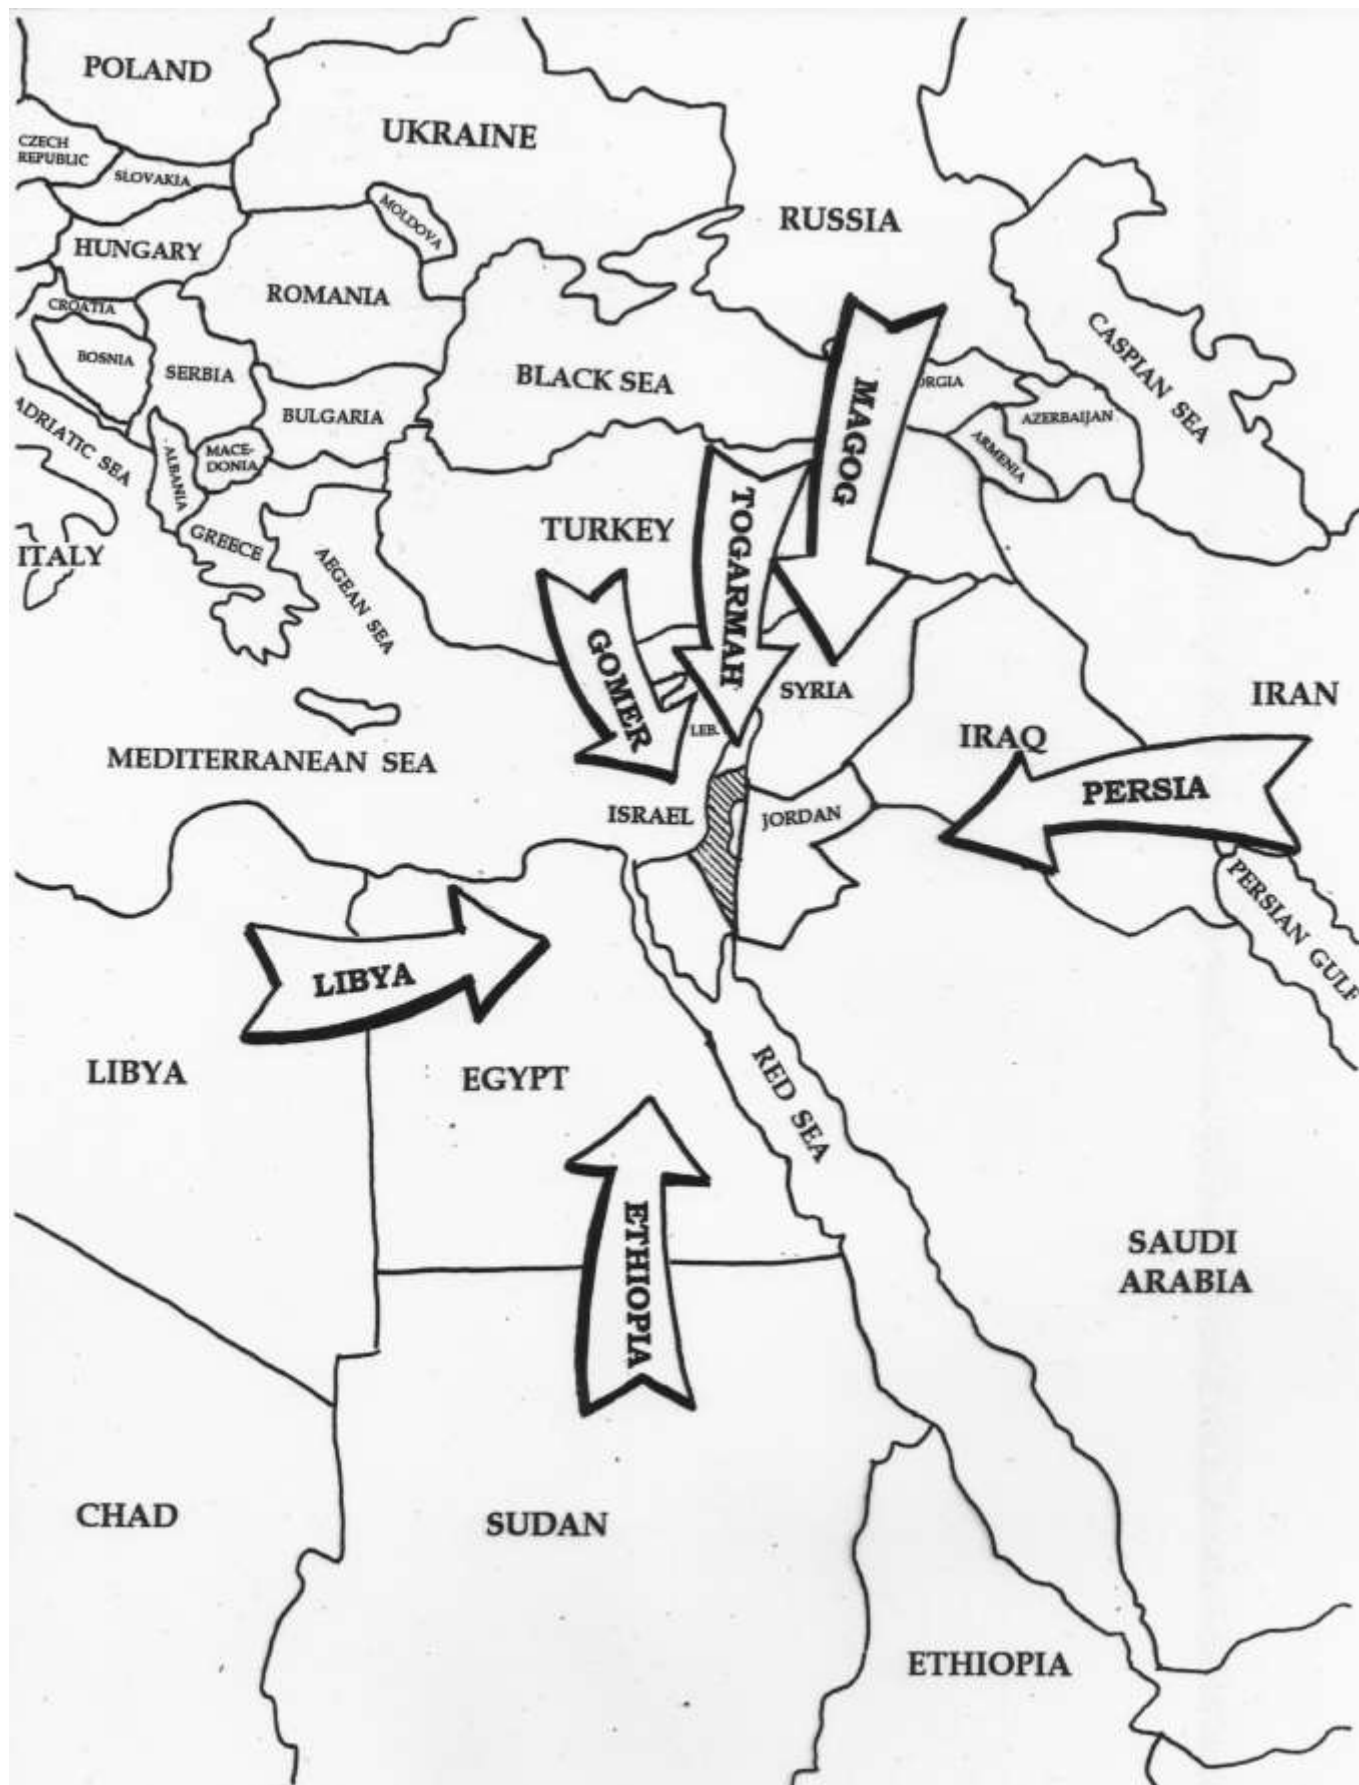 POLAND
UKRAINE
CZECH
REPUBLIC
SLOVAKIA
MOLDOVA
RUSSIA
HUNGARY
ROMANIA
CROATIA
BOSNIA
SERBIA
BLACK SEA
CASPIAN SEA
BULGARIA
ORGIA
AZERBAIJAN
ARMENIA
MAGOG
ADRIATIC SEA
ALBANIA
MACE-
DONIA
GREECE
ITALY
AEGEAN SEA
TURKEY
TOGARMAH
GOMER
SYRIA
LEB.
IRAN
IRAQ
MEDITERRANEAN SEA
PERSIA
ISRAEL
JORDAN
PERSIAN GULF
LIBYA
LIBYA
EGYPT
RED SEA
ETHIOPIA
SAUDI
ARABIA
CHAD
SUDAN
ETHIOPIA